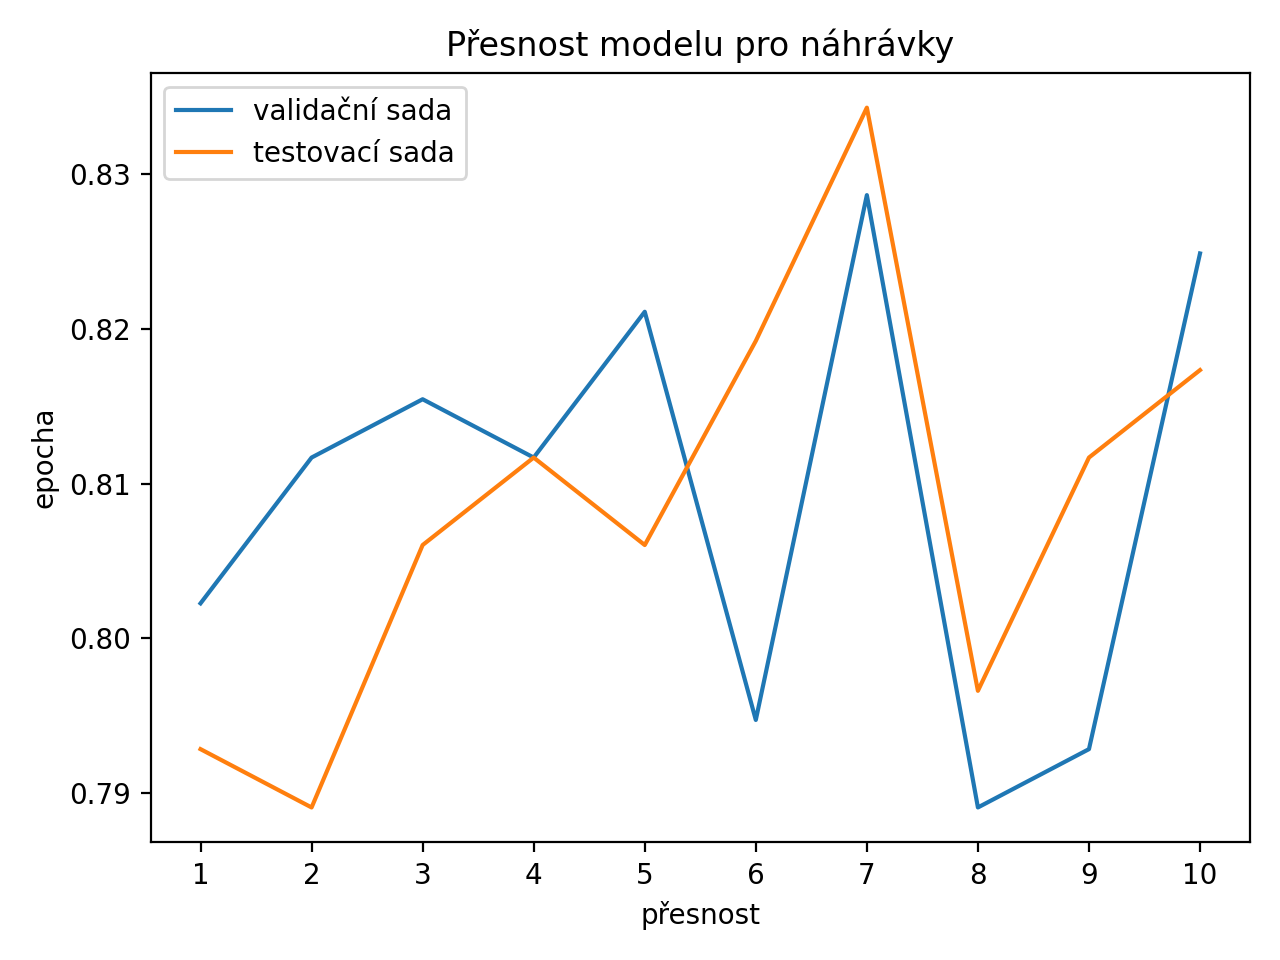 Přesnost modelu pro náhrávky
validační sada
testovací sada
0.83
0.82
0.81
0.80
0.79
epocha
1 2 3 4 5 6 7 8 9 10
přesnost